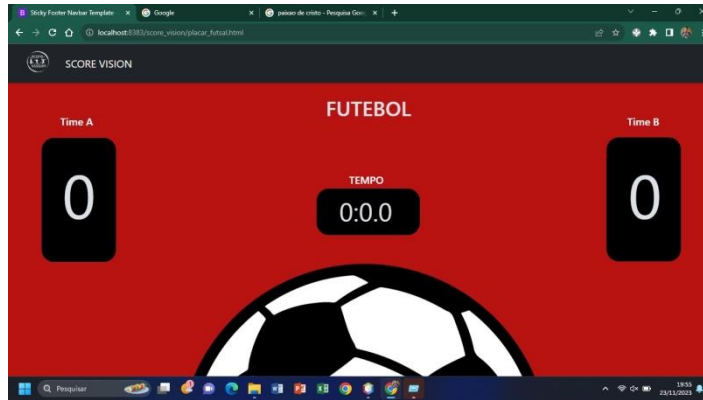 Sticky Footer Navbar Template
Google
paixao de cristo - Pesquisa Goo
localhost:8383/score_vision/placar_futsal.html
SCORE VISION
FUTEBOL
Time A
Time B
0
0
TEMPO
0:0.0
Pesquisar
19:55
23/11/2023